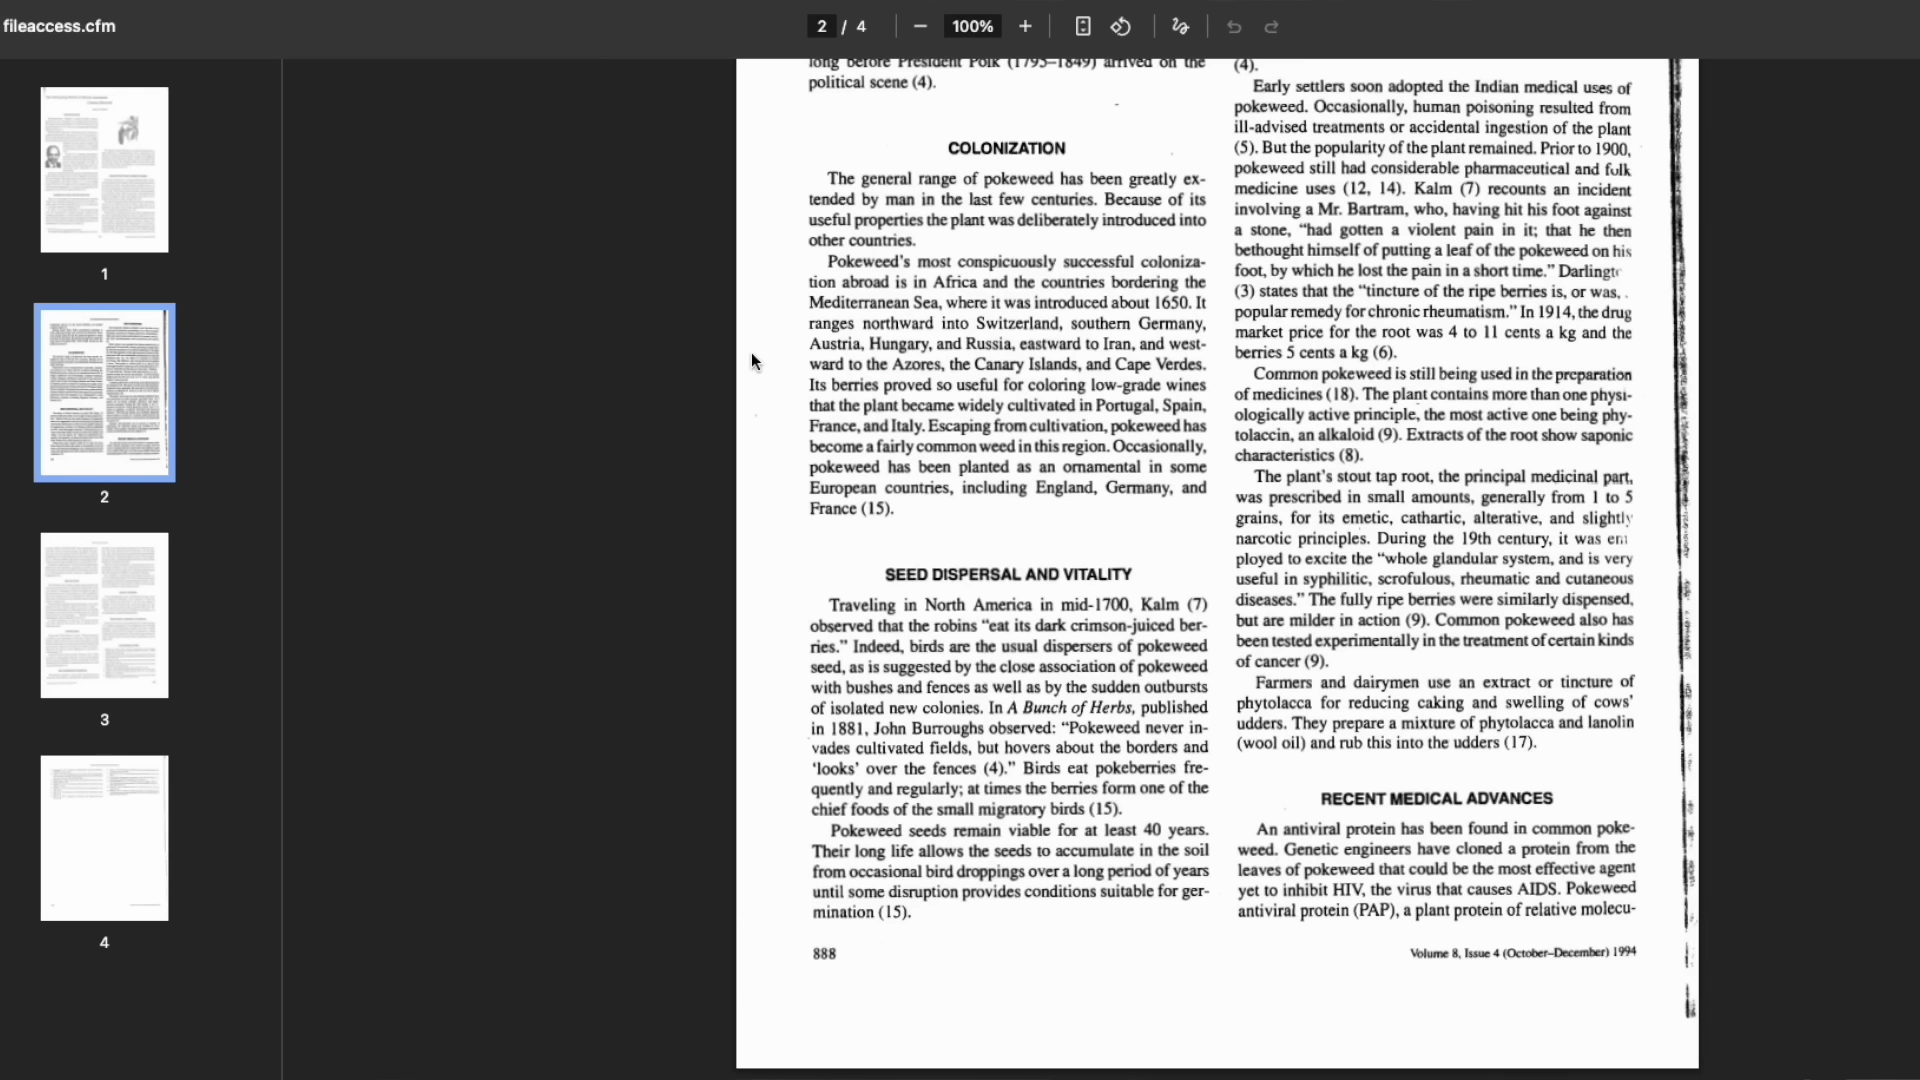 fileaccess.cfm
2 / 4
100%
1
2
3
4
long before President Polk (1795–1849) arrived on the
political scene (4).
COLONIZATION
The general range of pokeweed has been greatly ex-
tended by man in the last few centuries. Because of its
useful properties the plant was deliberately introduced into
other countries.
Pokeweed's most conspicuously successful coloniza-
tion abroad is in Africa and the countries bordering the
Mediterranean Sea, where it was introduced about 1650. It
ranges northward into Switzerland, southern Germany,
Austria, Hungary, and Russia, eastward to Iran, and west-
ward to the Azores, the Canary Islands, and Cape Verdes.
Its berries proved so useful for coloring low-grade wines
that the plant became widely cultivated in Portugal, Spain,
France, and Italy. Escaping from cultivation, pokeweed has
become a fairly common weed in this region. Occasionally,
pokeweed has been planted as an ornamental in some
European countries, including England, Germany, and
France (15).
SEED DISPERSAL AND VITALITY
Traveling in North America in mid-1700, Kalm (7)
observed that the robins “eat its dark crimson-juiced ber-
ries.” Indeed, birds are the usual dispersers of pokeweed
seed, as is suggested by the close association of pokeweed
with bushes and fences as well as by the sudden outbursts
of isolated new colonies. In A Bunch of Herbs, published
in 1881, John Burroughs observed: “Pokeweed never in-
vades cultivated fields, but hovers about the borders and
‘looks’ over the fences (4).” Birds eat pokeberries fre-
quently and regularly; at times the berries form one of the
chief foods of the small migratory birds (15).
Pokeweed seeds remain viable for at least 40 years.
Their long life allows the seeds to accumulate in the soil
from occasional bird droppings over a long period of years
until some disruption provides conditions suitable for ger-
mination (15).
(4).
Early settlers soon adopted the Indian medical uses of
pokeweed. Occasionally, human poisoning resulted from
ill-advised treatments or accidental ingestion of the plant
(5). But the popularity of the plant remained. Prior to 1900,
pokeweed still had considerable pharmaceutical and folk
medicine uses (12, 14). Kalm (7) recounts an incident
involving a Mr. Bartram, who, having hit his foot against
a stone, “had gotten a violent pain in it; that he then
bethought himself of putting a leaf of the pokeweed on his
foot, by which he lost the pain in a short time.”
(3) states that the “tincture of the ripe berries is, or was,
popular remedy for chronic rheumatism.” In 1914, the drug
market price for the root was 4 to 11 cents a kg and the
berries 5 cents a kg (6).
Common pokeweed is still being used in the preparation
of medicines (18). The plant contains more than one physi-
ologically active principle, the most active one being phy-
tolaccin, an alkaloid (9). Extracts of the root show saponic
characteristics (8).
The plant's stout tap root, the principal medicinal part,
was prescribed in small amounts, generally from 1 to 5
grains, for its emetic, cathartic, alterative, and slightly
narcotic principles. During the 19th century, it was
ployed to excite the “whole glandular system, and is very
useful in syphilitic, scrofulous, rheumatic and cutaneous
diseases.” The fully ripe berries were similarly dispensed,
but are milder in action (9). Common pokeweed also has
been tested experimentally in the treatment of certain kinds
of cancer (9).
Farmers and dairymen use an extract or tincture of
phytolacca for reducing caking and swelling of cows'
udders. They prepare a mixture of phytolacca and lanolin
(wool oil) and rub this into the udders (17).
RECENT MEDICAL ADVANCES
An antiviral protein has been found in common poke-
weed. Genetic engineers have cloned a protein from the
leaves of pokeweed that could be the most effective agent
yet to inhibit HIV, the virus that causes AIDS. Pokeweed
antiviral protein (PAP), a plant protein of relative molecu-
888
Volume 8, Issue 4 (October–December) 1994